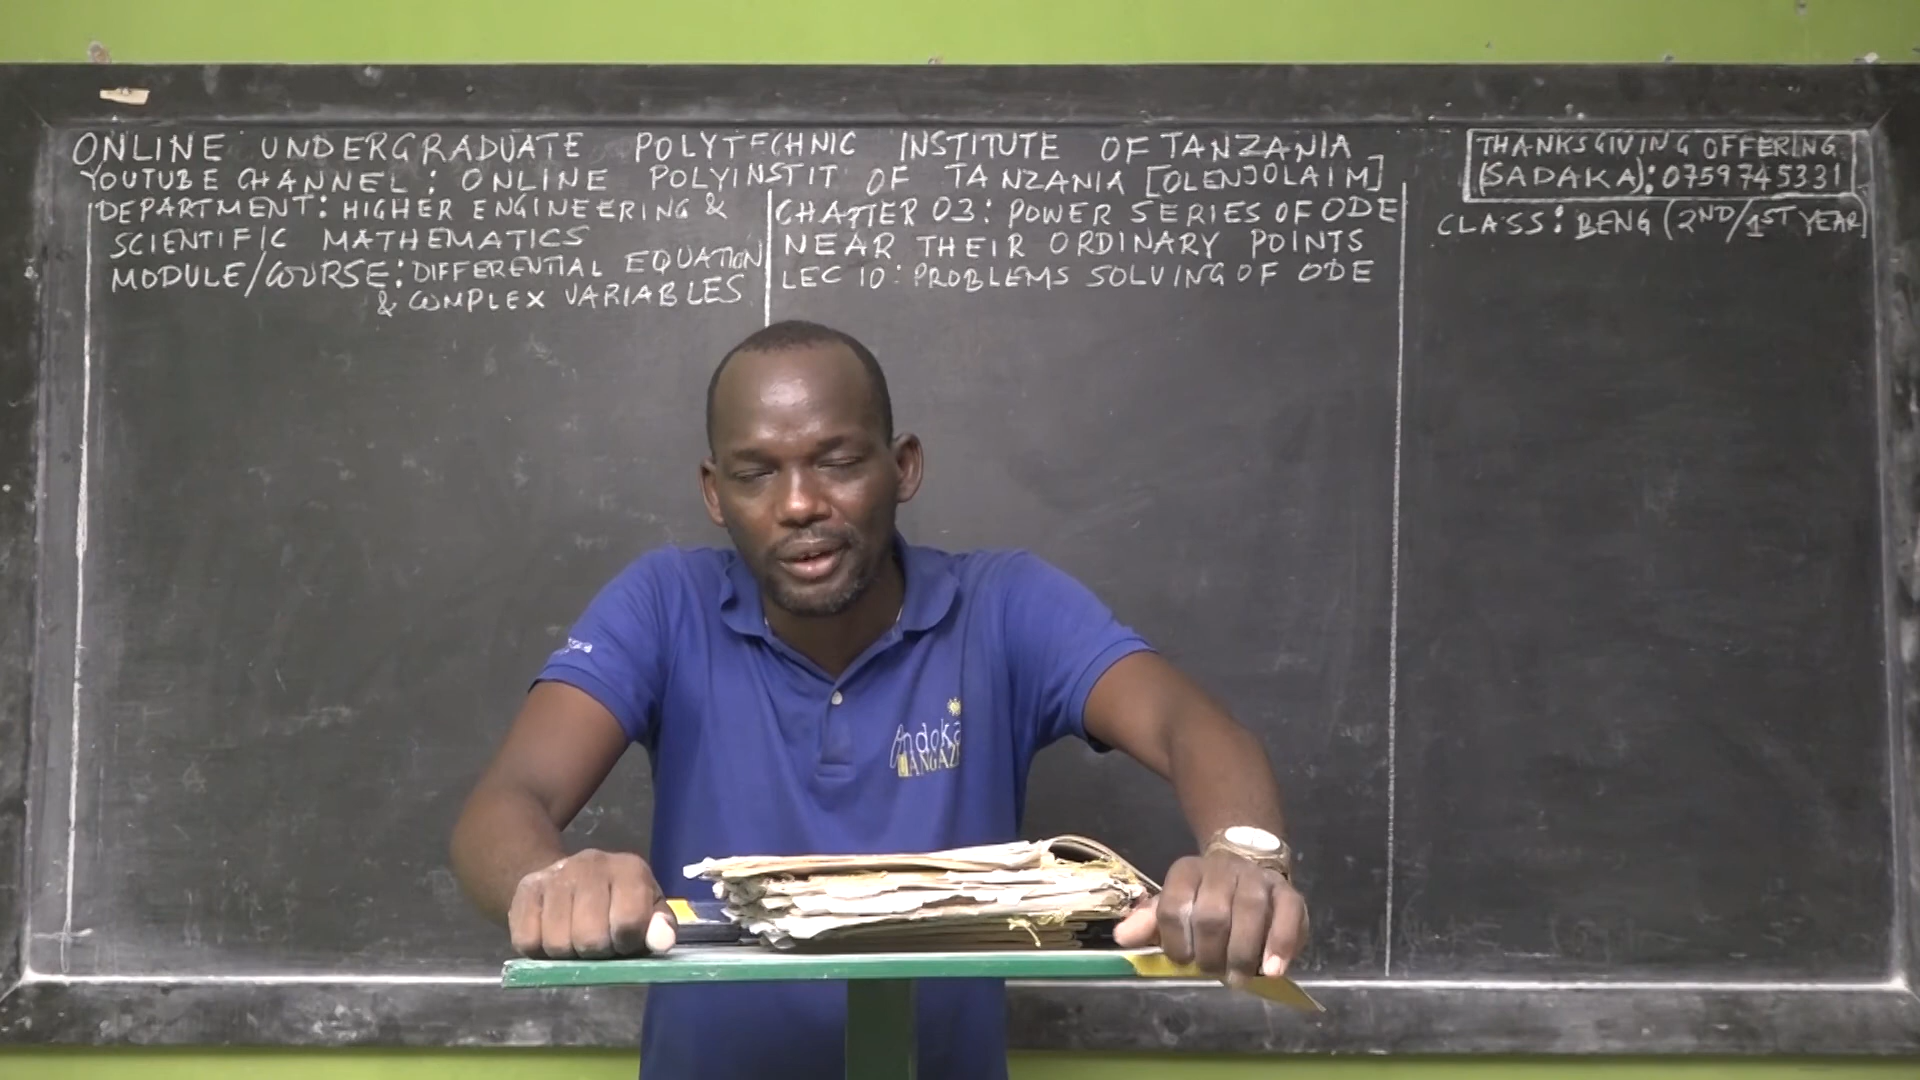 ONLINE UNDERGRADUATE POLYTECHNIC INSTITUTE OF TANZANIA
YOUTUBE CHANNEL: ONLINE POLYINSTIT OF TANZANIA [OLENJOLAIM]
DEPARTMENT: HIGHER ENGINEERING &
SCIENTIFIC MATHEMATICS
MODULE/COURSE: DIFFERENTIAL EQUATION
& COMPLEX VARIABLES
CHAPTER 03: POWER SERIES OF ODE
NEAR THEIR ORDINARY POINTS
LEC 10: PROBLEMS SOLVING OF ODE
THANKSGIVING OFFERING
(SADAKA): 0759745331
CLASS: BENG (2ND/1ST YEAR)
Andoka